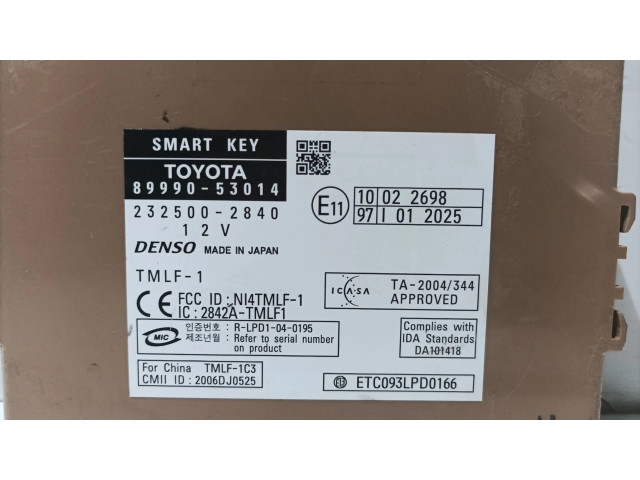 SMART KEY
TOYOTA
89990-53014
232500-2840
12V
DENSO MADE IN JAPAN
E11
10 02 2698
97 I 01 2025
TMLF-1
ICASA
TA-2004/344
APPROVED
CE FCC ID : NI4TMLF-1
IC : 2842A-TMLF1
MIC
인증번호 : R-LPD1-04-0195
제조년월 : Refer to serial number
on product
Complies with
IDA Standards
DA101418
For China TMLF-1C3
CMII ID : 2006DJ0525
ETC093LPD0166